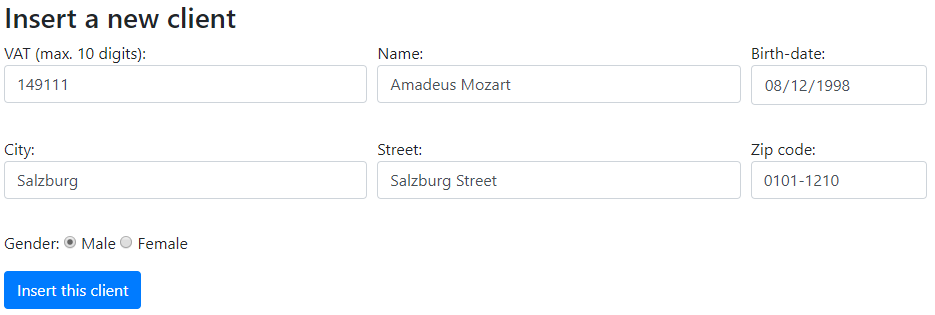 Insert a new client
VAT (max. 10 digits): Name: Birth-date:
149111 Amadeus Mozart 08/12/1998
City: Street: Zip code:
Salzburg Salzburg Street 0101-1210
Gender: Male Female
Insert this client